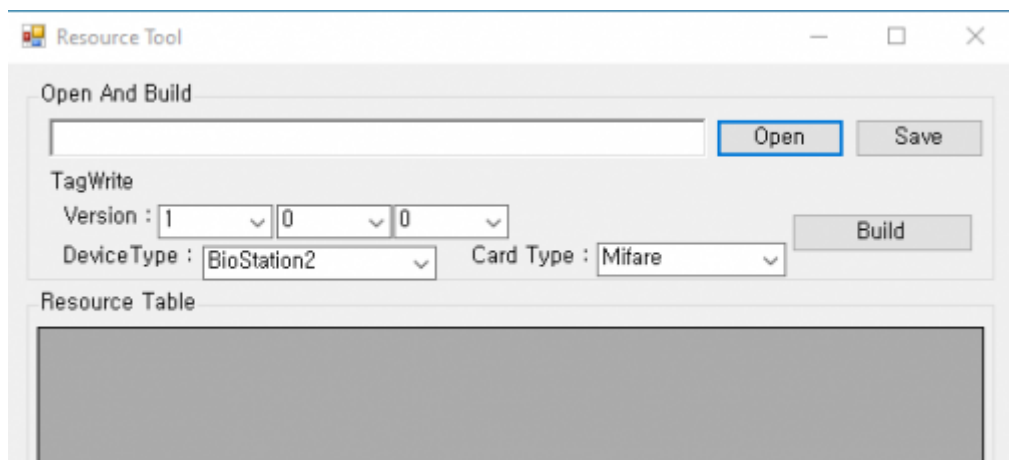 Resource Tool
Open And Build
Open Save
TagWrite
Version : 1 0 0
Build
DeviceType : BioStation2 Card Type : Mifare
Resource Table